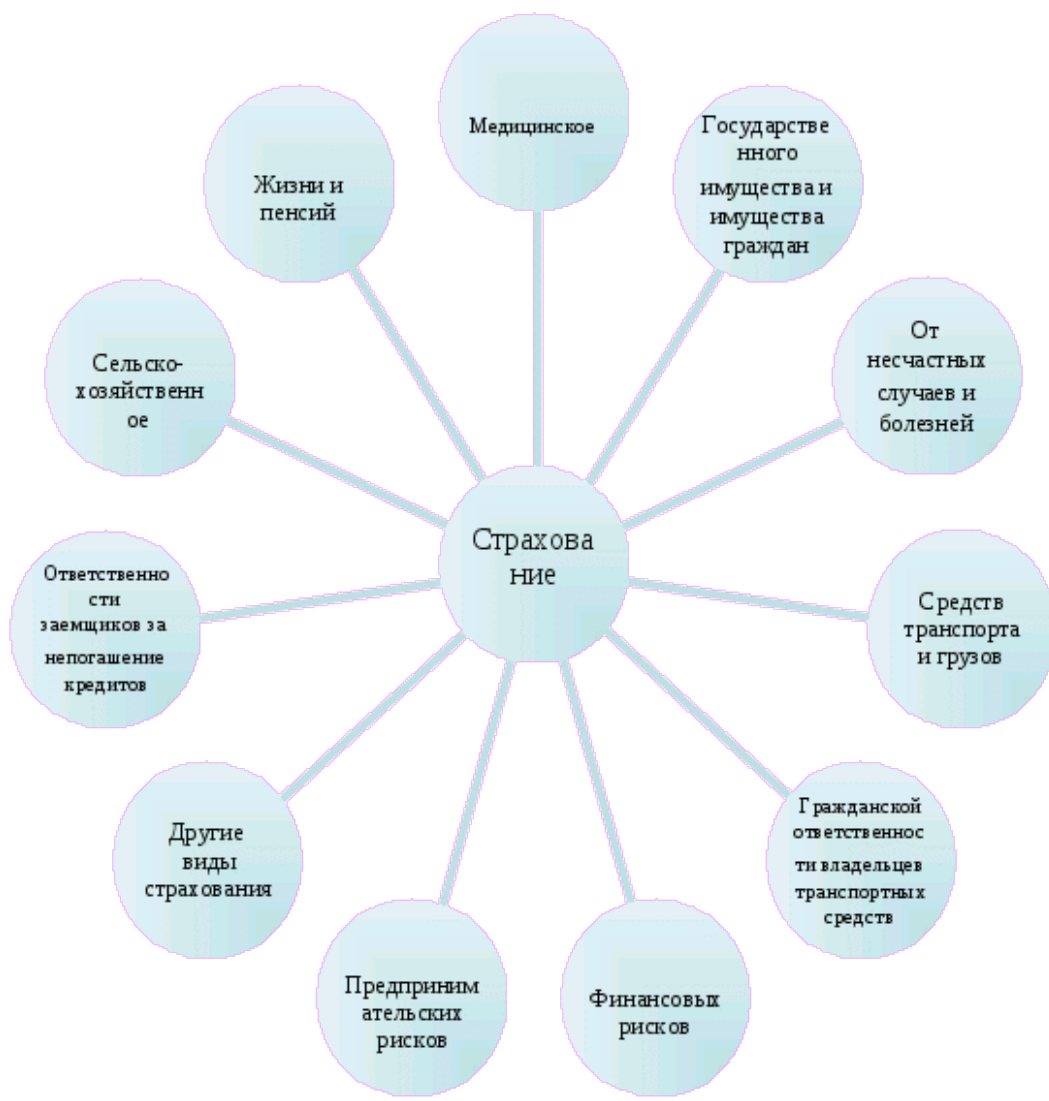 Медицинское
Государстве
нного
имущества и
имущества
граждан
От
несчастных
случаев и
болезней
Средств
транспорта
и грузов
Гражданской
ответственнос
ти владельцев
транспортных
средств
Финансовых
рисков
Предприним
ательских
рисков
Другие
виды
страхования
Ответственно
сти
заемщиков за
непогашение
кредитов
Сельско-
хозяйственн
ое
Жизни и
пенсий
Страхова
ние